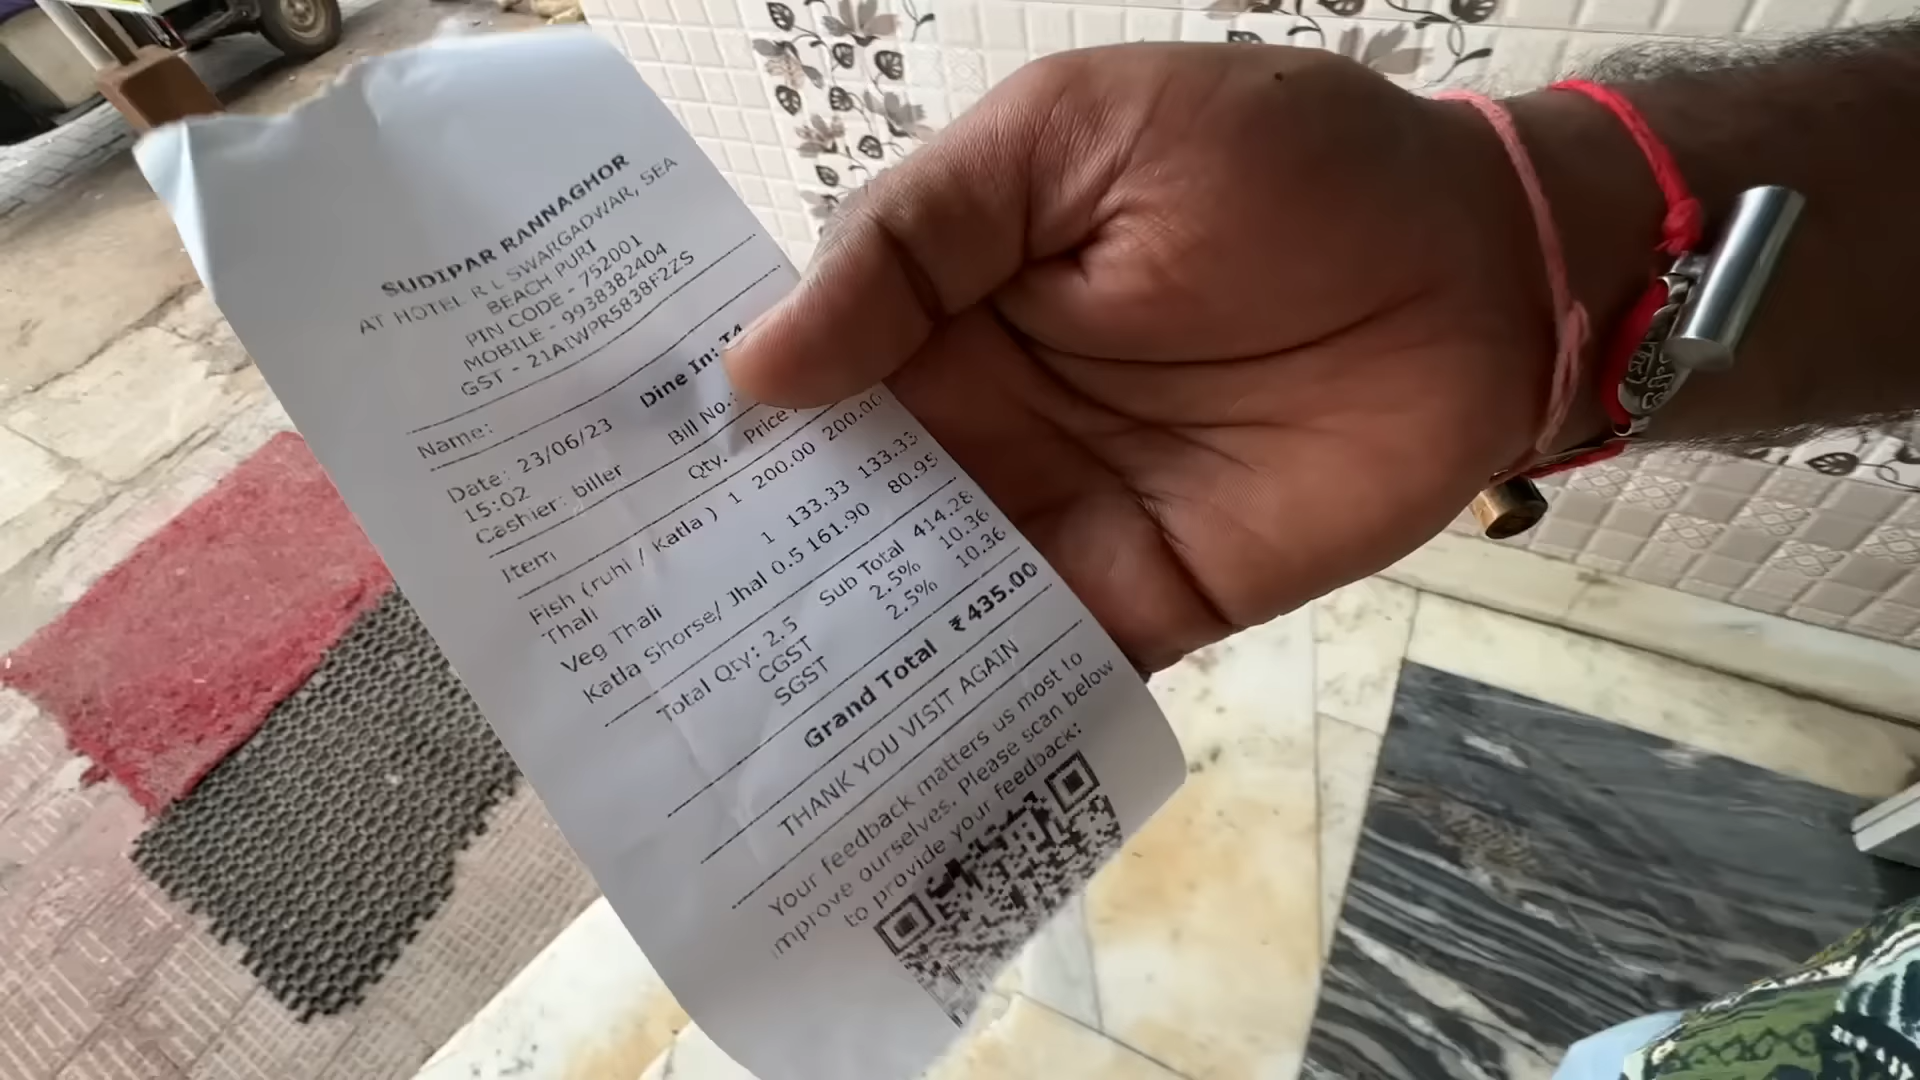 SUDIPAR RANNAGHOR
AT HOTEL R L SWARGADWAR, SEA
BEACH PURI
PIN CODE - 752001
MOBILE - 9938382404
GST - 21AIWPR5838F2ZS
Name:
Date: 23/06/23 Dine In:
15:02
Cashier: biller Bill No.:
Item Qty. Price
Fish (ruhi / Katla ) 1 200.00 200.00
Thali
Veg Thali 1 133.33 133.33
Katla Shorse/ Jhal 0.5 161.90 80.95
Total Qty: 2.5 Sub Total 414.28
CGST 2.5% 10.36
SGST 2.5% 10.36
Grand Total ₹435.00
THANK YOU VISIT AGAIN
Your feedback matters us most to
mprove ourselves. Please scan below
to provide your feedback: